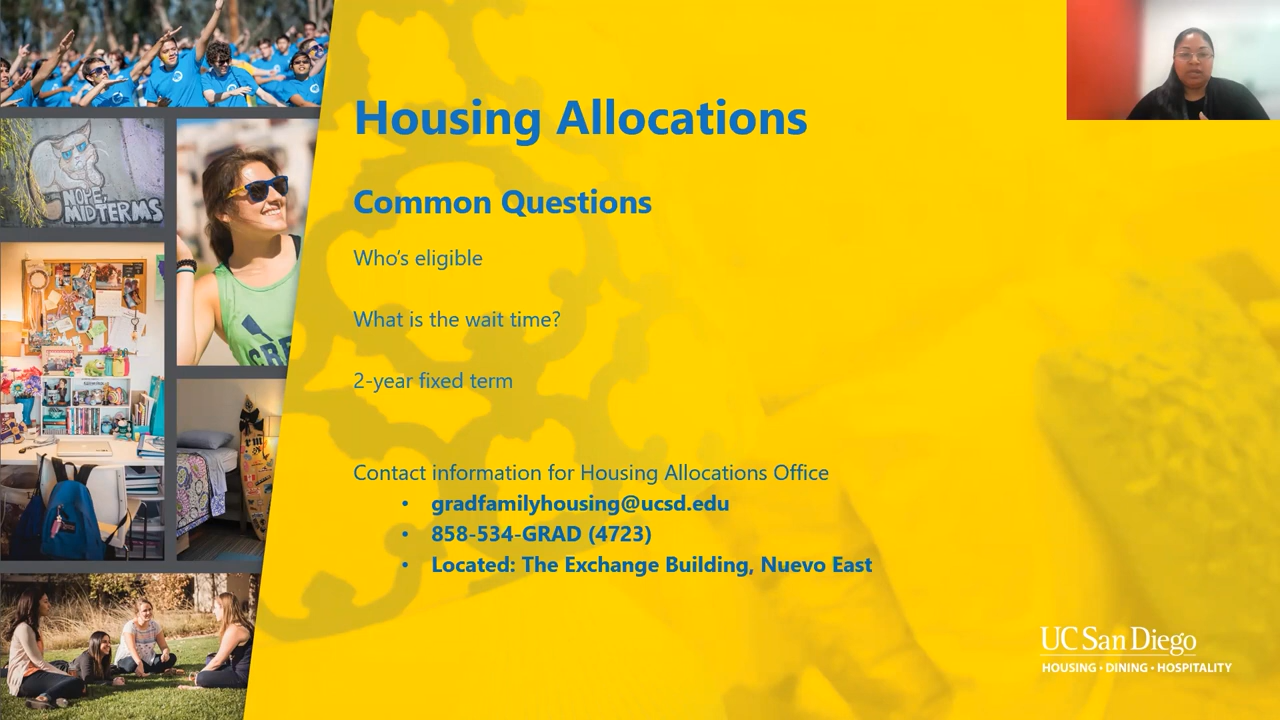 Housing Allocations
Common Questions
Who's eligible
What is the wait time?
2-year fixed term
Contact information for Housing Allocations Office
• gradfamilyhousing@ucsd.edu
• 858-534-GRAD (4723)
• Located: The Exchange Building, Nuevo East
NOPE,
MIDTERMS
UC San Diego
HOUSING • DINING • HOSPITALITY